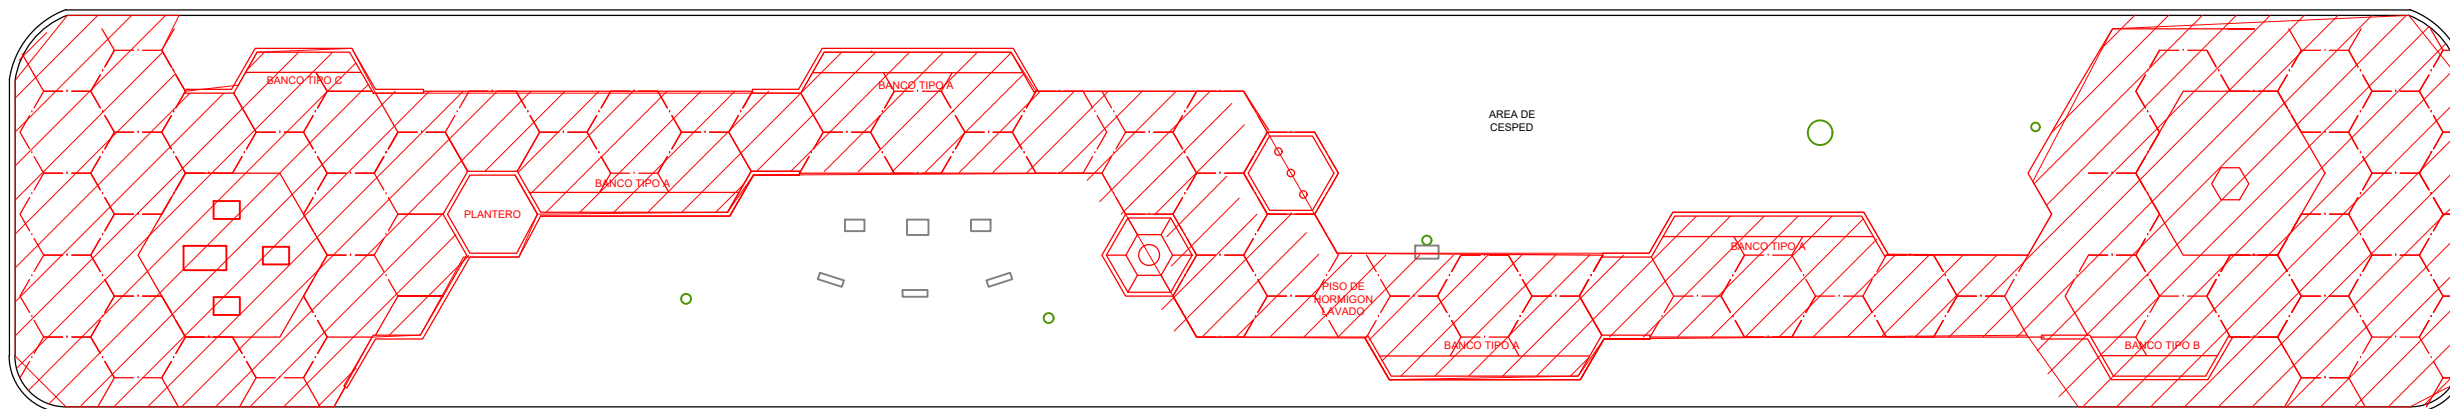 BANCO TIPO C
BANCO TIPO A
AREA DE
CESPED
BANCO TIPO A
PLANTERO
BANCO TIPO A
PISO DE
HORMIGON
LAVADO
BANCO TIPO A
BANCO TIPO B